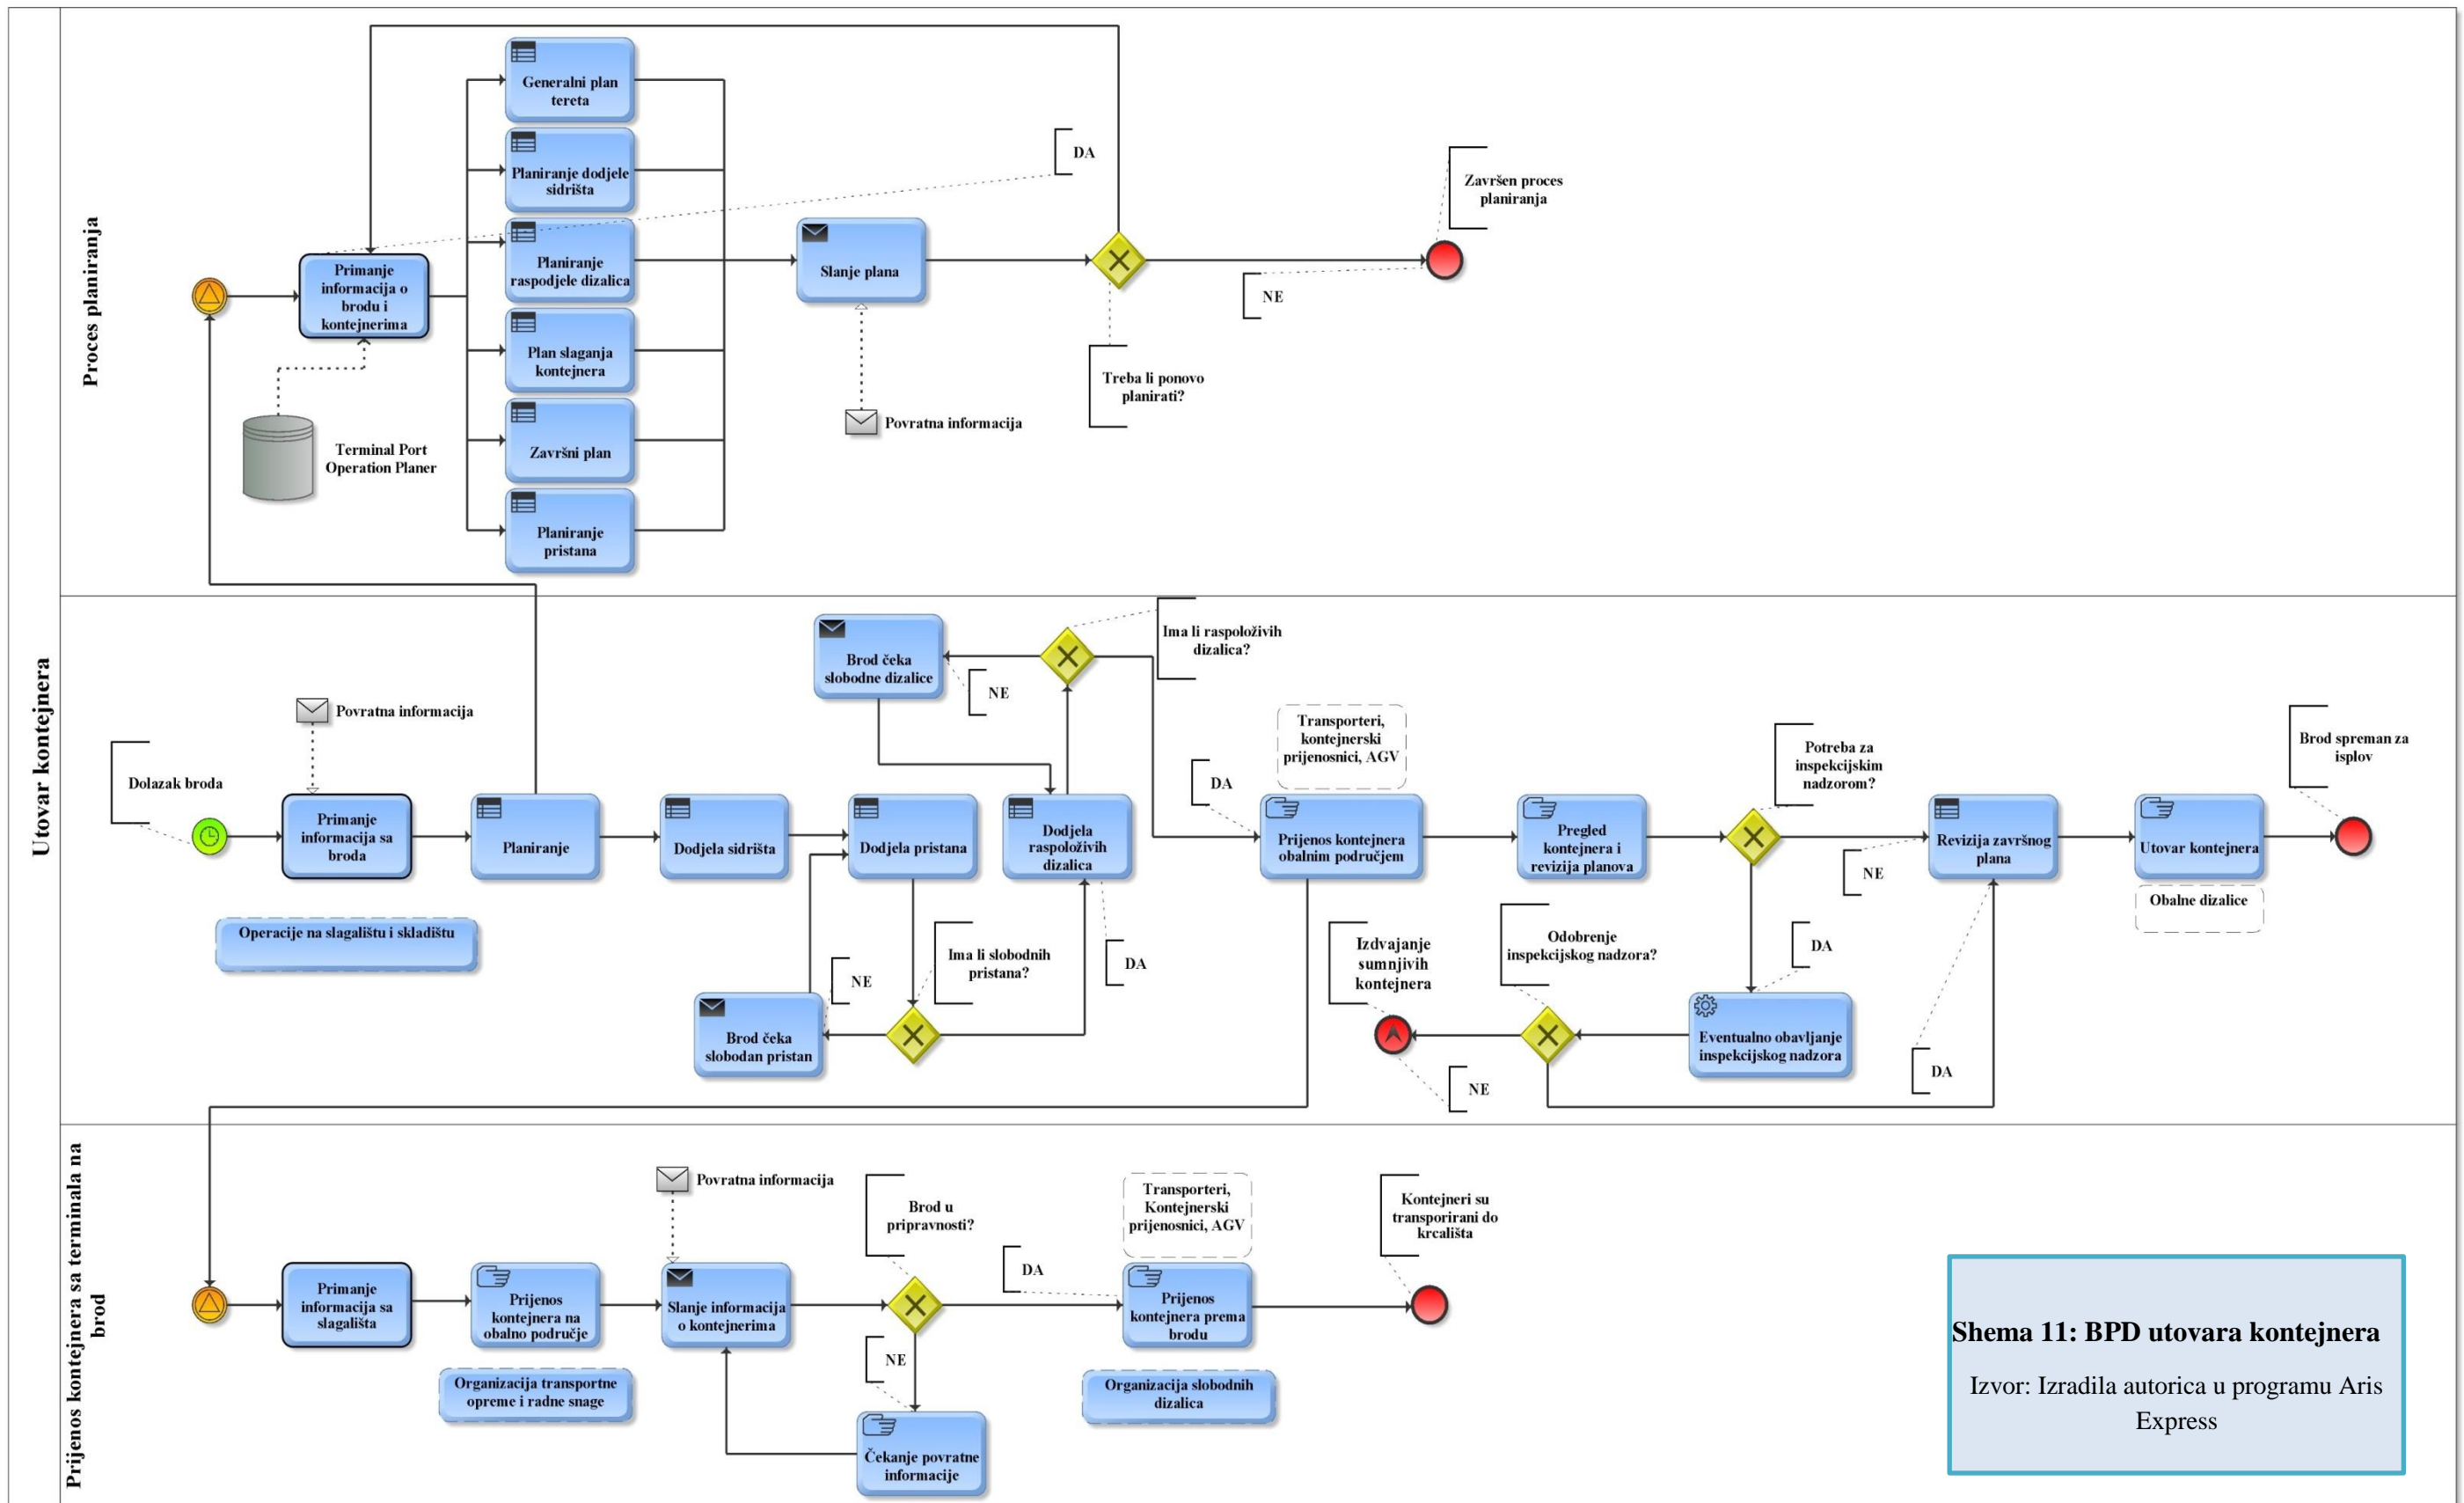 Utovar kontejnera
Proces planiranja
Generalni plan
tereta
Planiranje dodjele
sidrišta
Planiranje
raspodjele dizalica
Plan slaganja
kontejnera
Završni plan
Planiranje
pristana
Primanje
informacija o
brodu i
kontejnerima
Terminal Port
Operation Planer
Slanje plana
Povratna informacija
DA
Treba li ponovo
planirati?
NE
Završen proces
planiranja
Dolazak broda
Povratna informacija
Primanje
informacija sa
broda
Operacije na slagalištu i skladištu
Planiranje
Dodjela sidrišta
Dodjela pristana
Brod čeka
slobodan pristan
NE
Ima li slobodnih
pristana?
DA
Dodjela
raspoloživih
dizalica
Brod čeka
slobodne dizalice
NE
Ima li raspoloživih
dizalica?
DA
Transporteri,
kontejnerski
prijenosnici, AGV
Prijenos kontejnera
obalnim područjem
Pregled
kontejnera i
revizija planova
Potreba za
inspekcijskim
nadzorom?
NE
DA
Eventualno obavljanje
inspekcijskog nadzora
Odobrenje
inspekcijskog nadzora?
Izdvajanje
sumnjivih
kontejnera
NE
DA
Revizija završnog
plana
Utovar kontejnera
Obalne dizalice
Brod spreman za
isplov
Prijenos kontejnera sa terminala na
brod
Primanje
informacija sa
slagališta
Prijenos
kontejnera na
obalno područje
Organizacija transportne
opreme i radne snage
Povratna informacija
Slanje informacija
o kontejnerima
Brod u
pripravnosti?
NE
Čekanje povratne
informacije
DA
Transporteri,
Kontejnerski
prijenosnici, AGV
Prijenos
kontejnera prema
brodu
Organizacija slobodnih
dizalica
Kontejneri su
transporirani do
krcališta
Shema 11: BPD utovara kontejnera
Izvor: Izradila autorica u programu Aris
Express